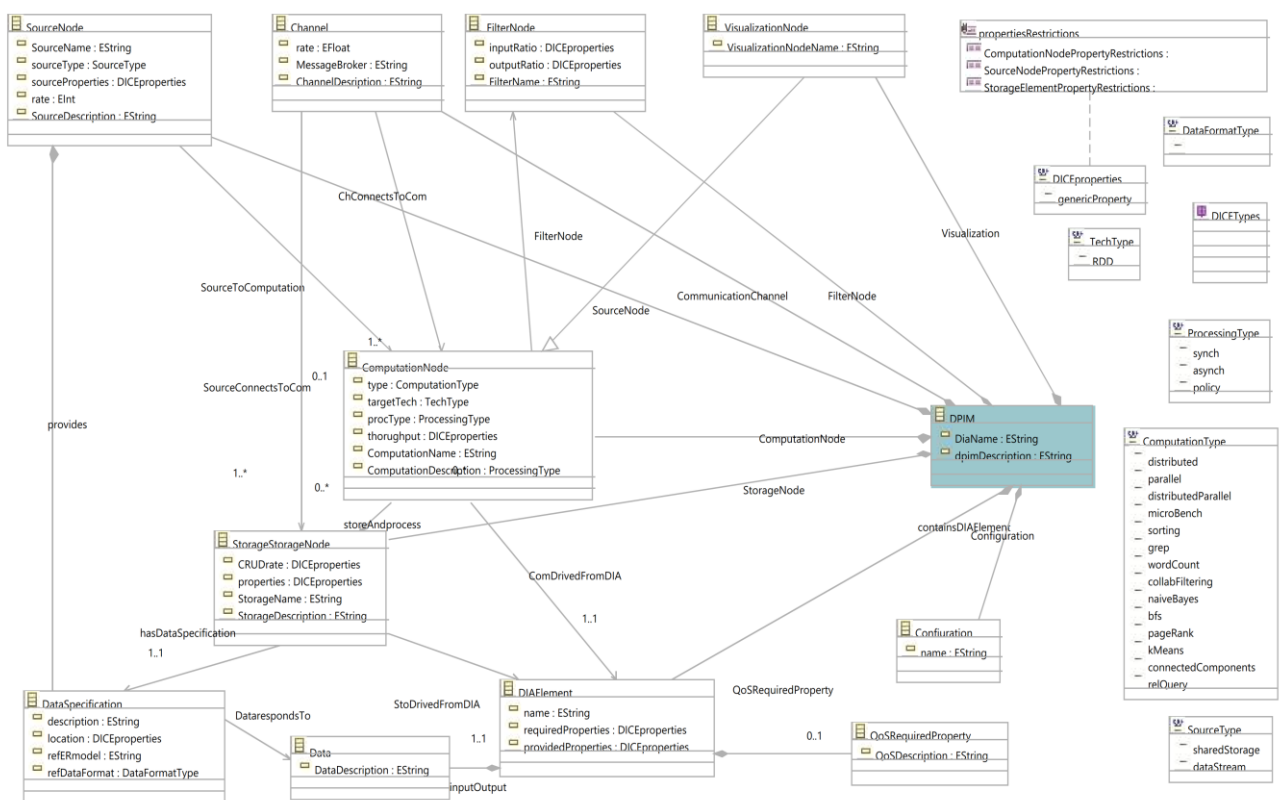 SourceNode
SourceName : EString
sourceType : SourceType
sourceProperties : DICEproperties
rate : EInt
SourceDescription : EString
Channel
rate : EFloat
MessageBroker : EString
ChannelDesription : EString
FilterNode
inputRatio : DICEproperties
outputRatio : DICEproperties
FilterName : EString
VisualizationNode
VisualizationNodeName : EString
propertiesRestrictions
ComputationNodePropertyRestrictions :
SourceNodePropertyRestrictions :
StorageElementPropertyRestrictions :
DataFormatType
DICEproperties
genericProperty
DICETypes
TechType
RDD
ChConnectsToCom
FilterNode
Visualization
SourceToComputation
CommunicationChannel
FilterNode
SourceNode
1..*
0..1
SourceConnectsToCom
provides
1..*
0..*
ComputationNode
type : ComputationType
targetTech : TechType
procType : ProcessingType
thorughput : DICEproperties
ComputationName : EString
ComputationDescription : ProcessingType
0..*
ProcessingType
synch
asynch
policy
DPIM
DiaName : EString
dpimDescription : EString
ComputationNode
StorageNode
storeAndprocess
containsDIAElement
Configuration
ComputationType
distributed
parallel
distributedParallel
microBench
sorting
grep
wordCount
collabFiltering
naiveBayes
bfs
pageRank
kMeans
connectedComponents
relQuery
StorageStorageNode
CRUDrate : DICEproperties
properties : DICEproperties
StorageName : EString
StorageDescription : EString
ComDrivedFromDIA
1..1
hasDataSpecification
1..1
Confiuration
name : EString
DataSpecification
description : EString
location : DICEproperties
refERmodel : EString
refDataFormat : DataFormatType
DatarespondsTo
StoDrivedFromDIA
1..1
DIAElement
name : EString
requiredProperties : DICEproperties
providedProperties : DICEproperties
QoSRequiredProperty
0..1
QoSRequiredProperty
QoSDescription : EString
Data
DataDescription : EString
inputOutput
SourceType
sharedStorage
dataStream